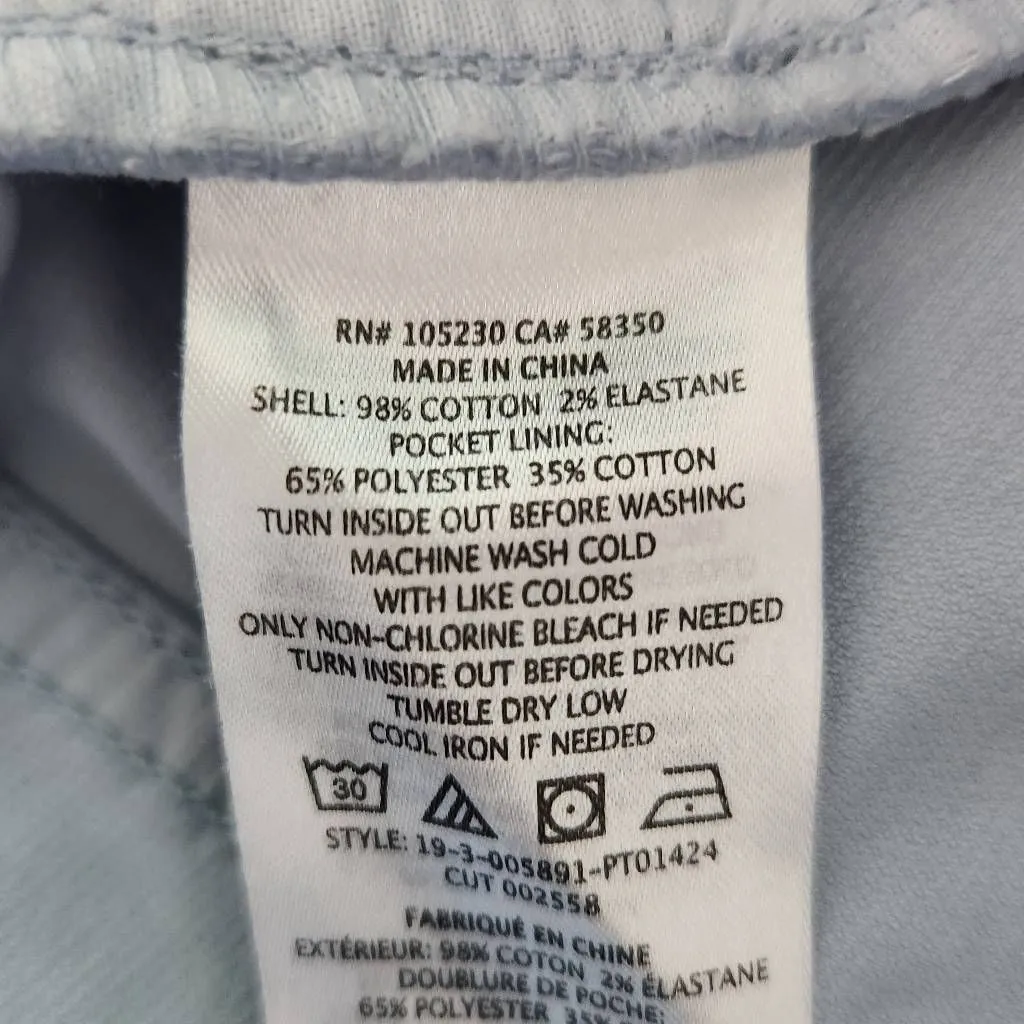 RN# 105230 CA# 58350
MADE IN CHINA
SHELL: 98% COTTON 2% ELASTANE
POCKET LINING:
65% POLYESTER 35% COTTON
TURN INSIDE OUT BEFORE WASHING
MACHINE WASH COLD
WITH LIKE COLORS
ONLY NON-CHLORINE BLEACH IF NEEDED
TURN INSIDE OUT BEFORE DRYING
TUMBLE DRY LOW
COOL IRON IF NEEDED
30
STYLE: 19-3-005891-PT01424
CUT 002558
FABRIQUÉ EN CHINE
EXTÉRIEUR: 98% COTON 2% ÉLASTANE
DOUBLURE DE POCHE:
65% POLYESTER 35%